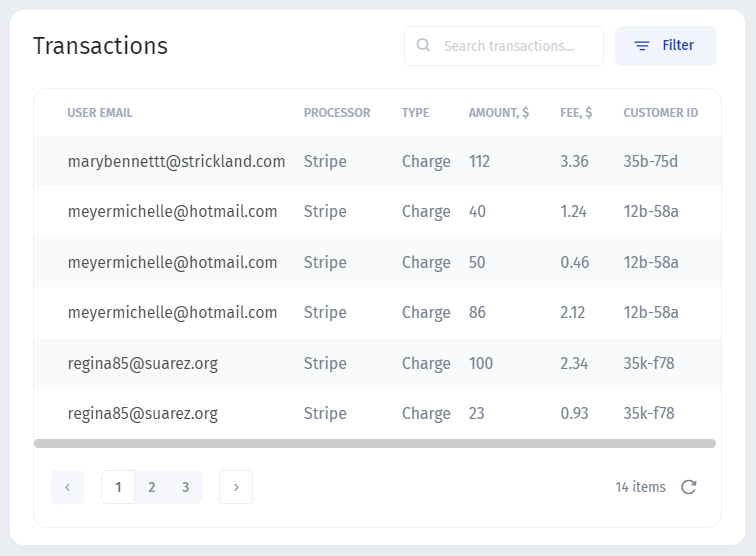 Transactions
Search transactions...
Filter
USER EMAIL PROCESSOR TYPE AMOUNT, $ FEE, $ CUSTOMER ID
marybennettt@strickland.com Stripe Charge 112 3.36 35b-75d
meyermichelle@hotmail.com Stripe Charge 40 1.24 12b-58a
meyermichelle@hotmail.com Stripe Charge 50 0.46 12b-58a
meyermichelle@hotmail.com Stripe Charge 86 2.12 12b-58a
regina85@suarez.org Stripe Charge 100 2.34 35k-f78
regina85@suarez.org Stripe Charge 23 0.93 35k-f78
1 2 3
14 items